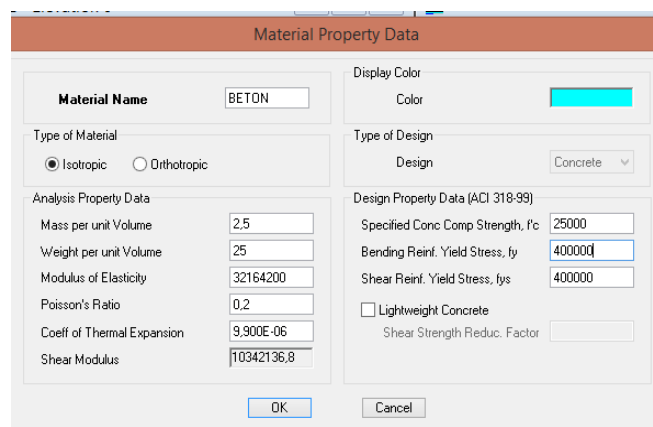 Material Property Data
Material Name BETON
Display Color
Color
Type of Material
Isotropic Orthotropic
Type of Design
Design Concrete
Analysis Property Data
Mass per unit Volume 2,5
Weight per unit Volume 25
Modulus of Elasticity 32164200
Poisson's Ratio 0,2
Coeff of Thermal Expansion 9,900E-06
Shear Modulus 10342136,8
Design Property Data (ACI 318-99)
Specified Conc Comp Strength, f'c 25000
Bending Reinf. Yield Stress, fy 400000
Shear Reinf. Yield Stress, fys 400000
Lightweight Concrete
Shear Strength Reduc. Factor
OK Cancel